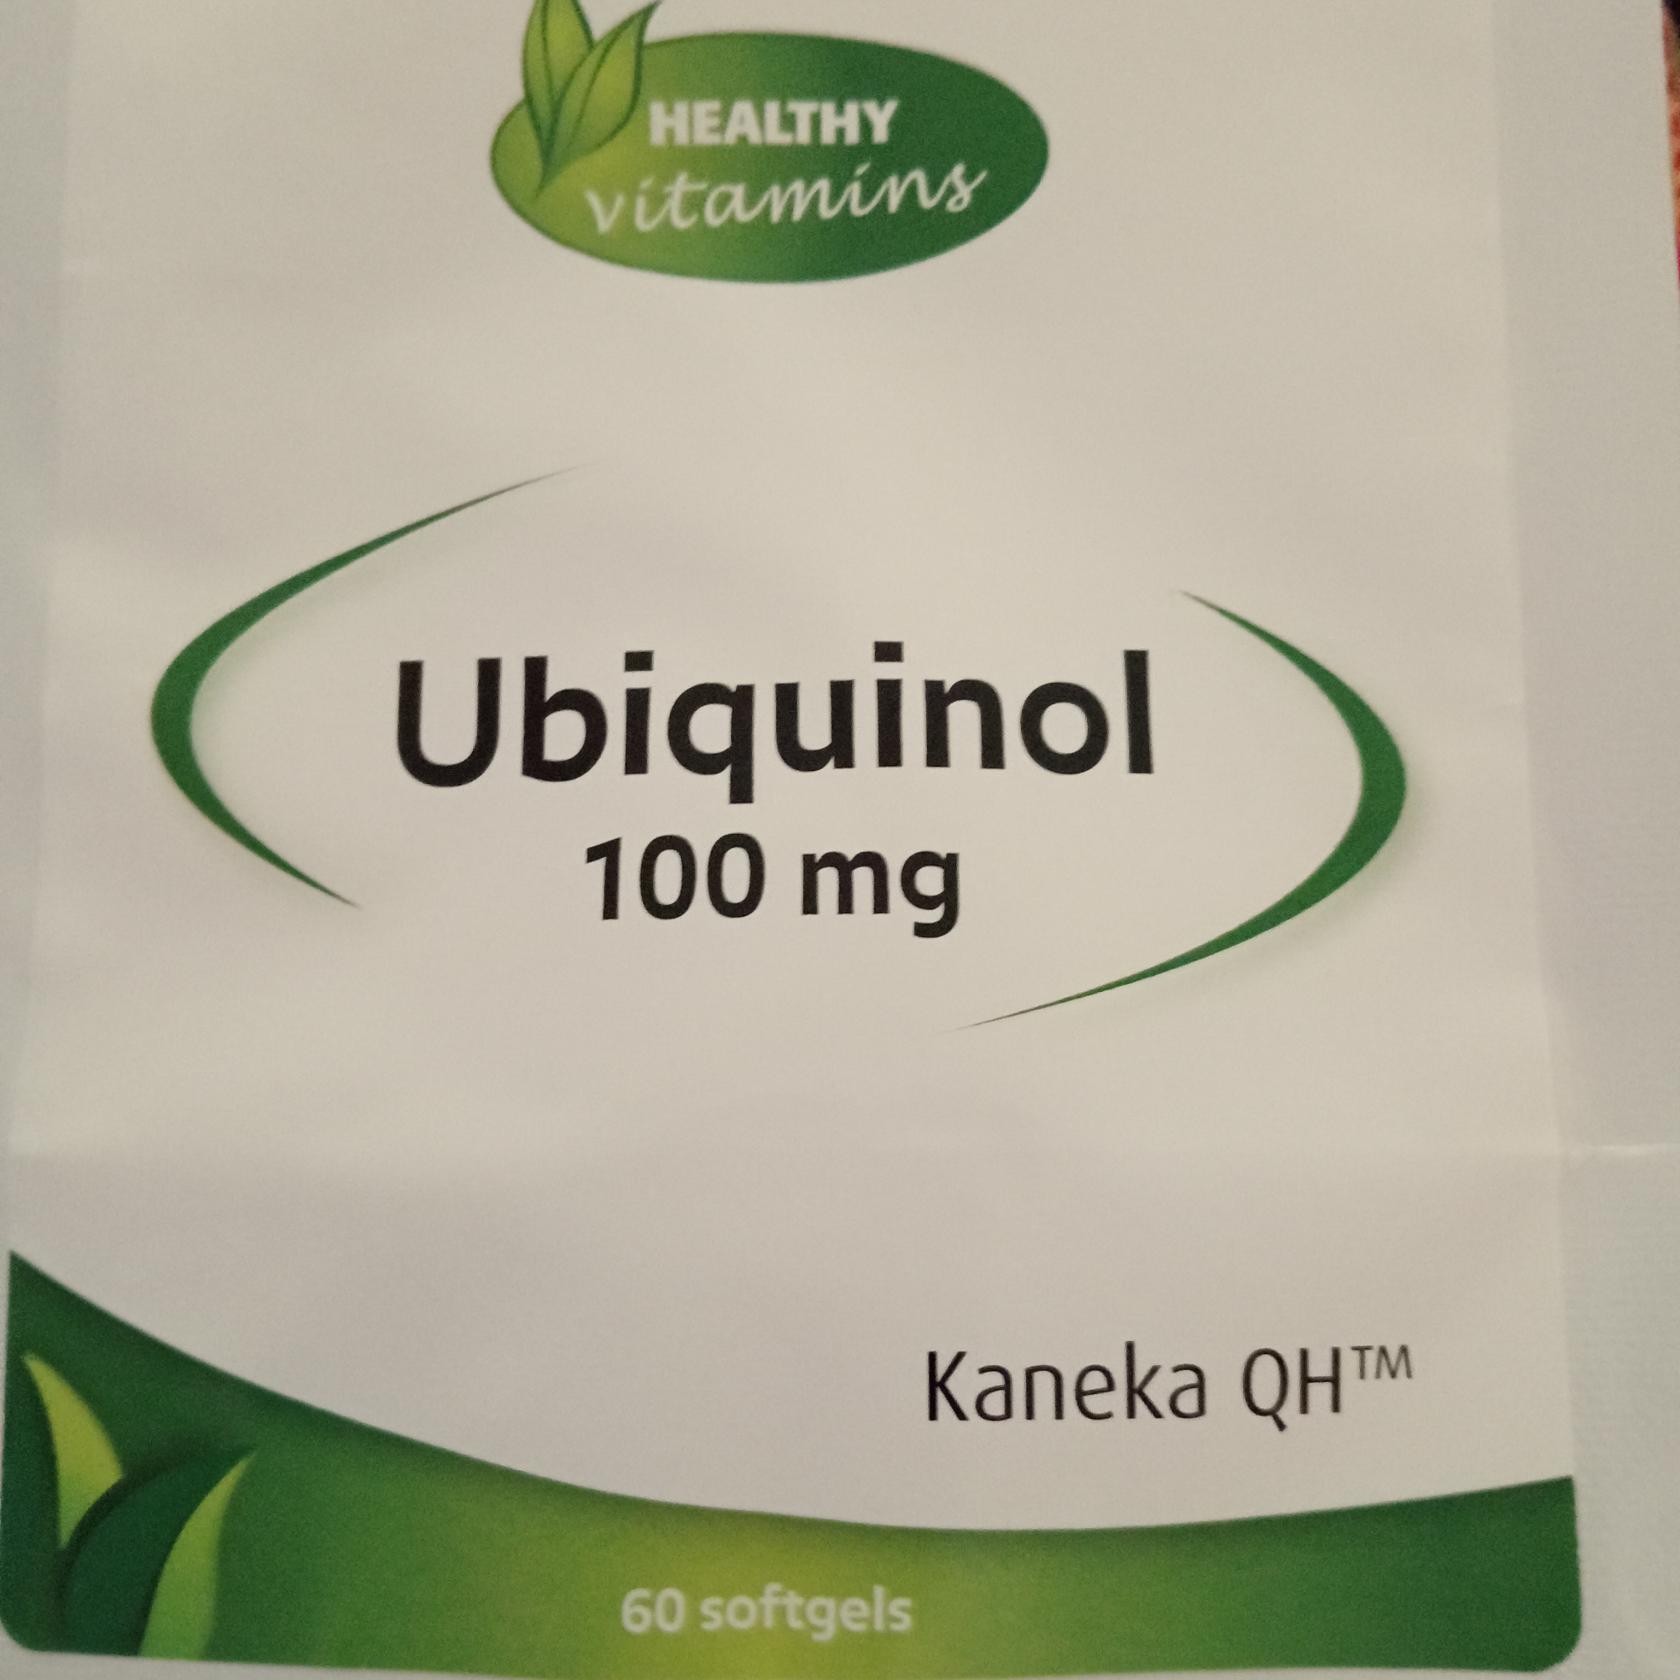 HEALTHY
vitamins
Ubiquinol
100 mg
Kaneka QH™
60 softgels